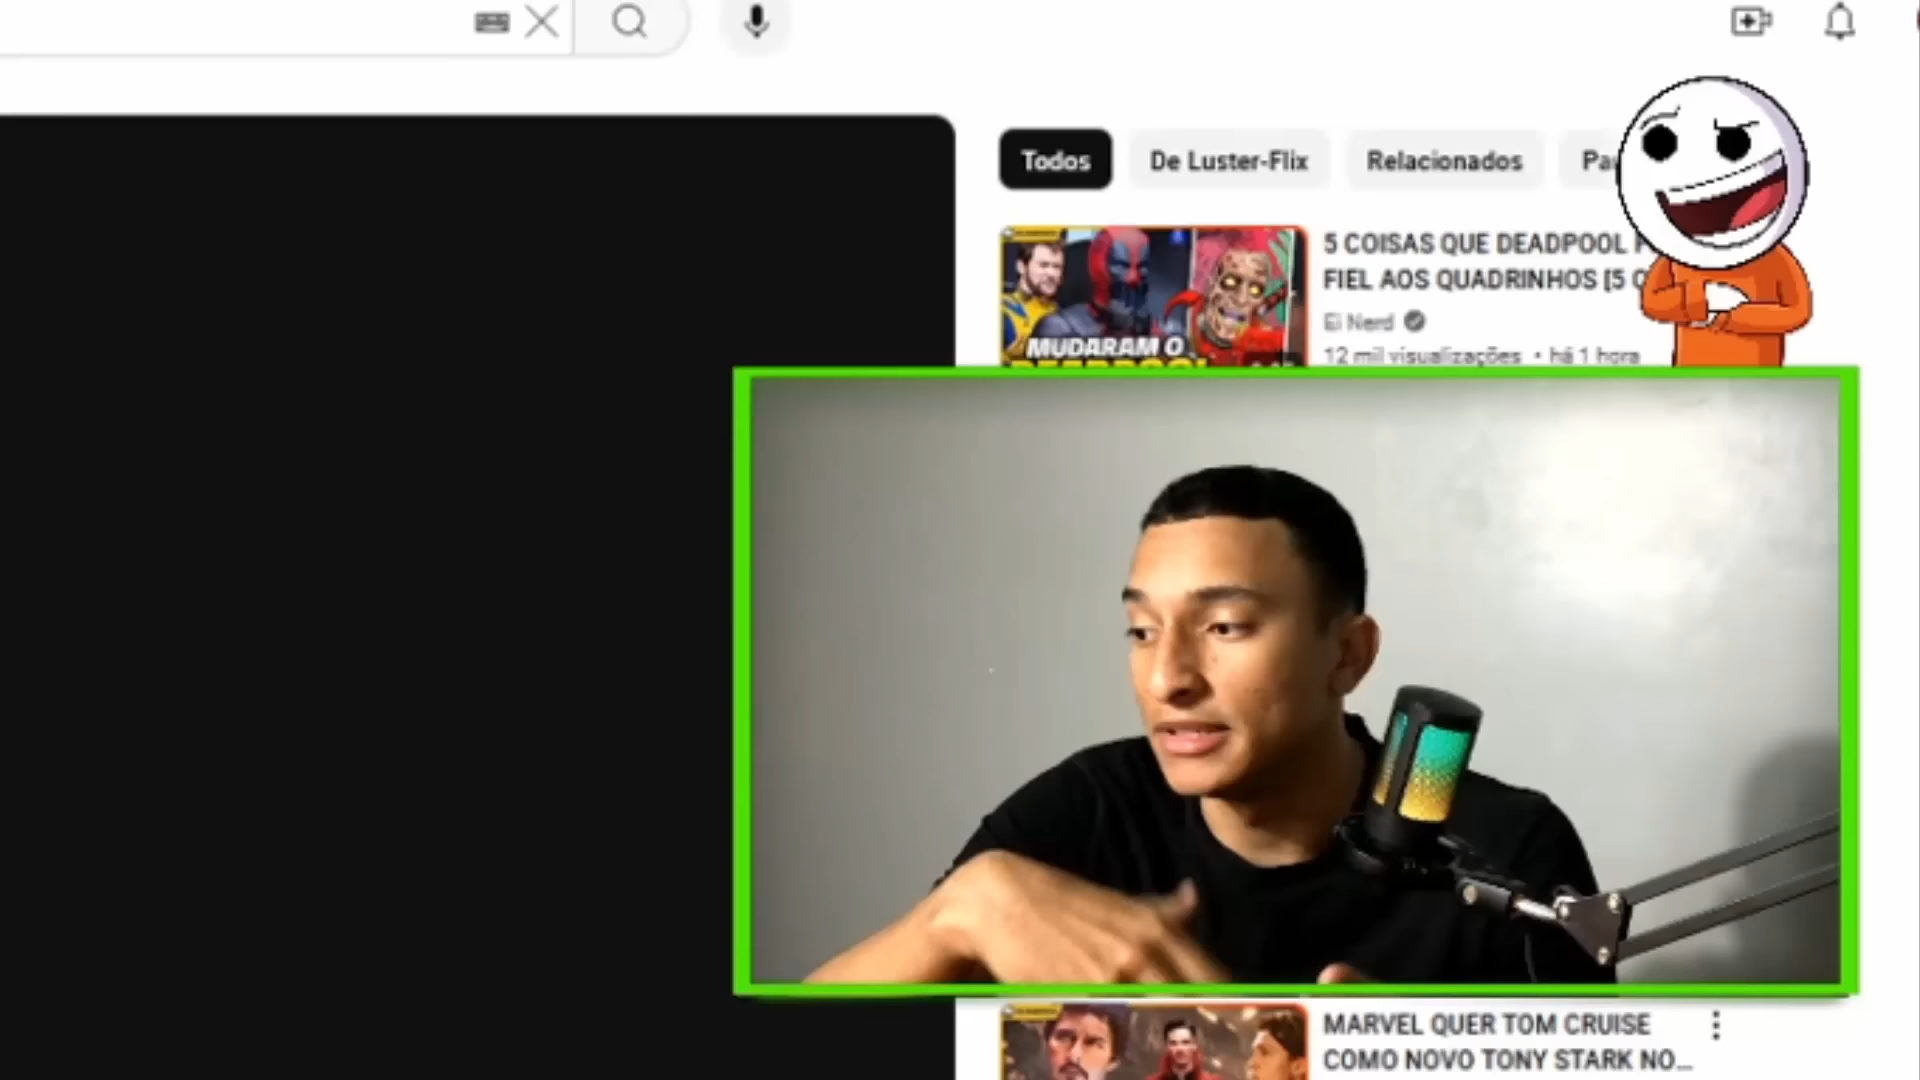 Todos
De Luster-Flix
Relacionados
5 COISAS QUE DEADPOOL
FIEL AOS QUADRINHOS [5
Ei Nerd
12 mil visualizações • há 1 hora
MUDARAM O
MARVEL QUER TOM CRUISE
COMO NOVO TONY STARK NO...